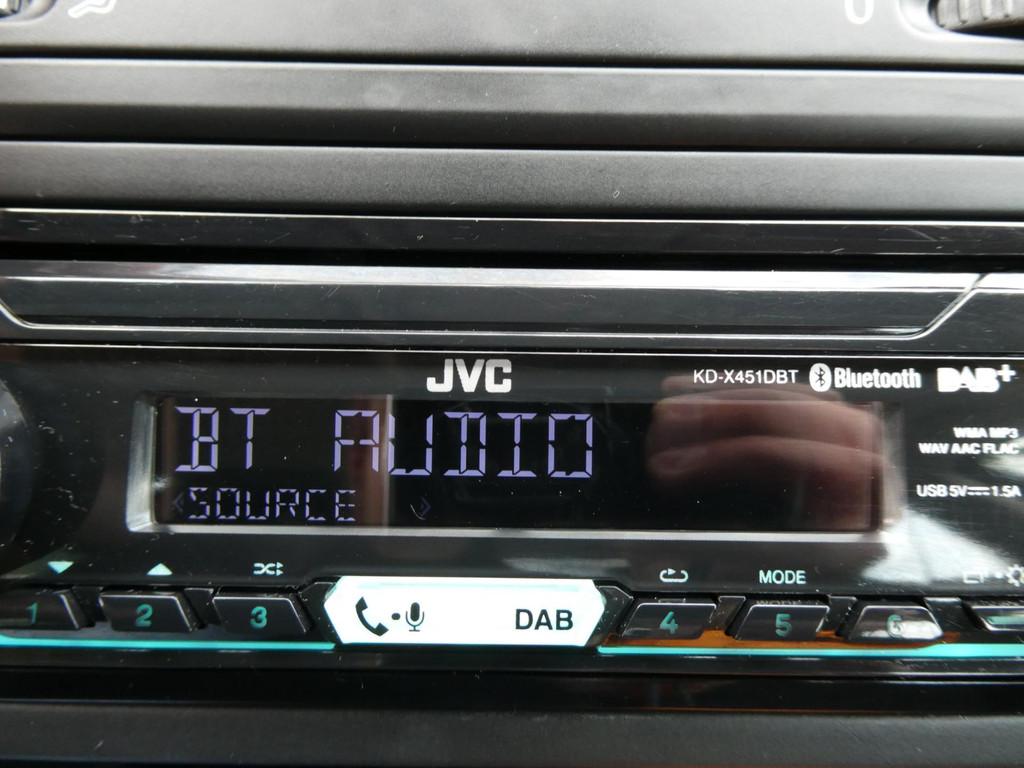 JVC
KD-X451DBT Bluetooth DAB+
BT AUDIO
WMA MP3
WAV AAC FLAC
SOURCE
USB 5V 1.5A
MODE
1 2 3 DAB 4 5 6